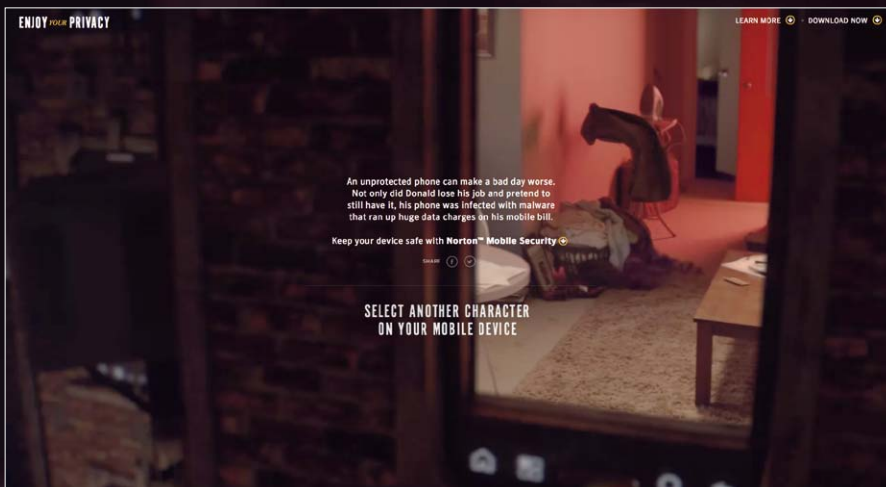 ENJOY YOUR PRIVACY
LEARN MORE · DOWNLOAD NOW
An unprotected phone can make a bad day worse.
Not only did Donald lose his job and pretend to
still have it, his phone was infected with malware
that ran up huge data charges on his mobile bill.
Keep your device safe with Norton™ Mobile Security
SHARE
SELECT ANOTHER CHARACTER
ON YOUR MOBILE DEVICE